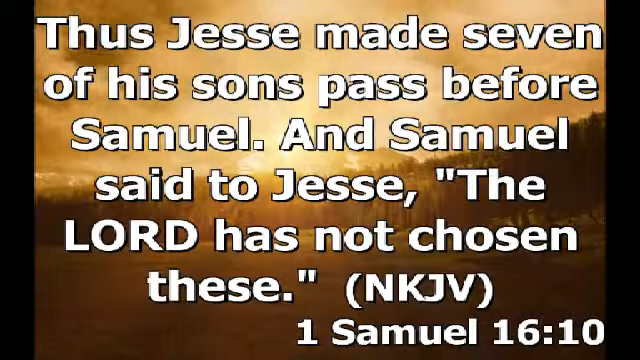 Thus Jesse made seven
of his sons pass before
Samuel. And Samuel
said to Jesse, "The
LORD has not chosen
these." (NKJV)
1 Samuel 16:10